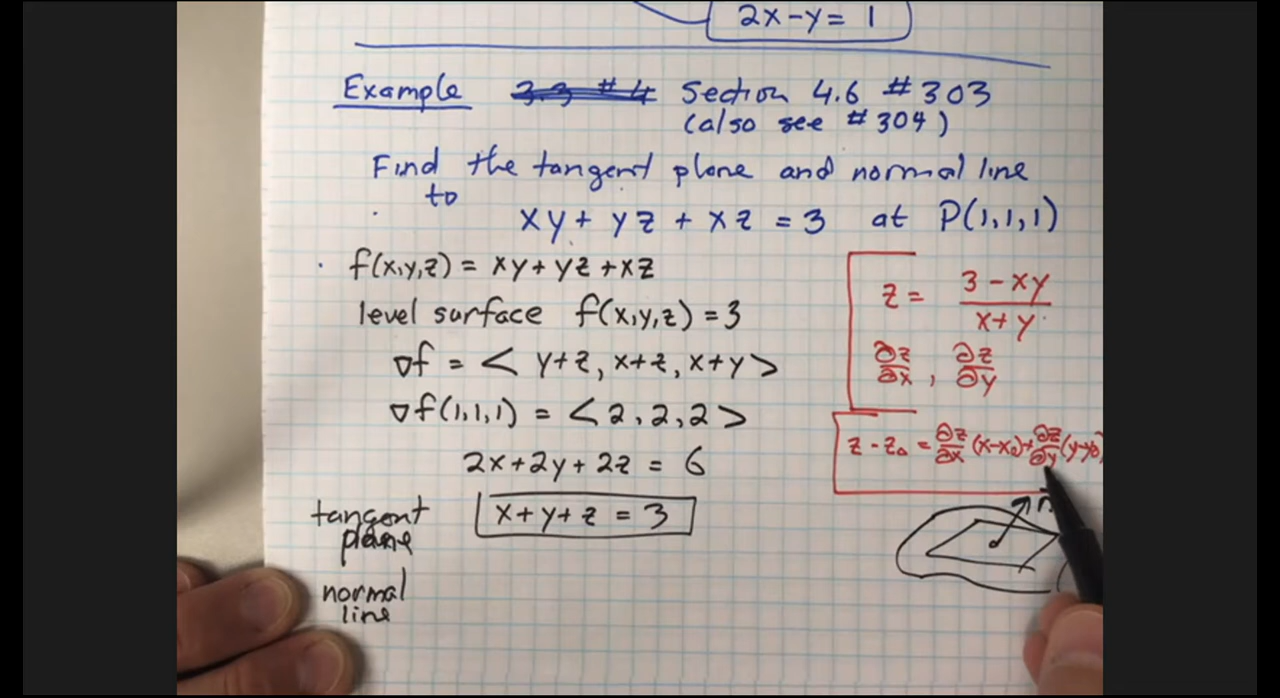 2x-y = 1
Example 3.3 #4 Section 4.6 #303
(also see #304)
Find the tangent plane and normal line
to
xy + yz + xz = 3 at P(1,1,1)
f(x,y,z) = xy+yz+xz
level surface f(x,y,z) = 3
∇f = < y+z, x+z, x+y >
∇f(1,1,1) = < 2, 2, 2 >
2x+2y+2z = 6
tangent plane
x+y+z = 3
normal line
z = (3-xy)/(x+y)
∂z/∂x , ∂z/∂y
z - z₀ = ∂z/∂x (x-x₀) + ∂z/∂y (y-y₀)